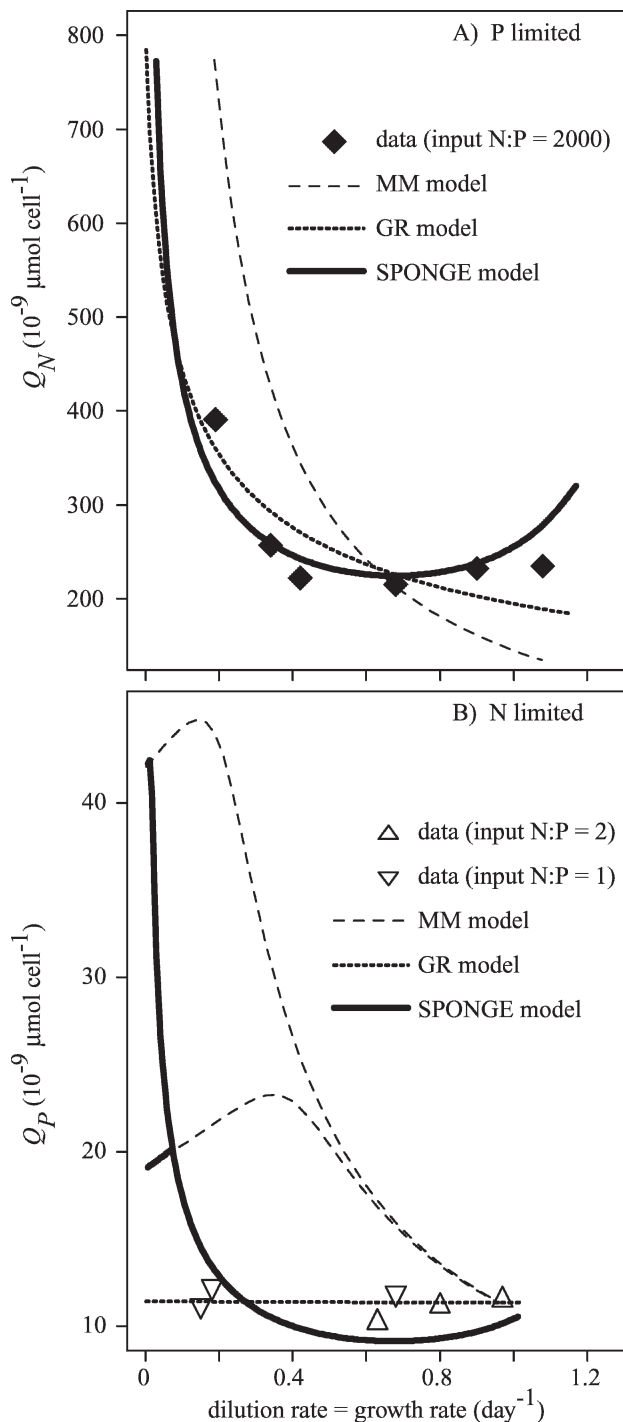 A) P limited
800
700
600
500
400
300
200
Q_N (10⁻⁹ μmol cell⁻¹)
data (input N:P = 2000)
MM model
GR model
SPONGE model
B) N limited
40
30
20
10
Q_P (10⁻⁹ μmol cell⁻¹)
data (input N:P = 2)
data (input N:P = 1)
MM model
GR model
SPONGE model
0 0.4 0.8 1.2
dilution rate = growth rate (day⁻¹)